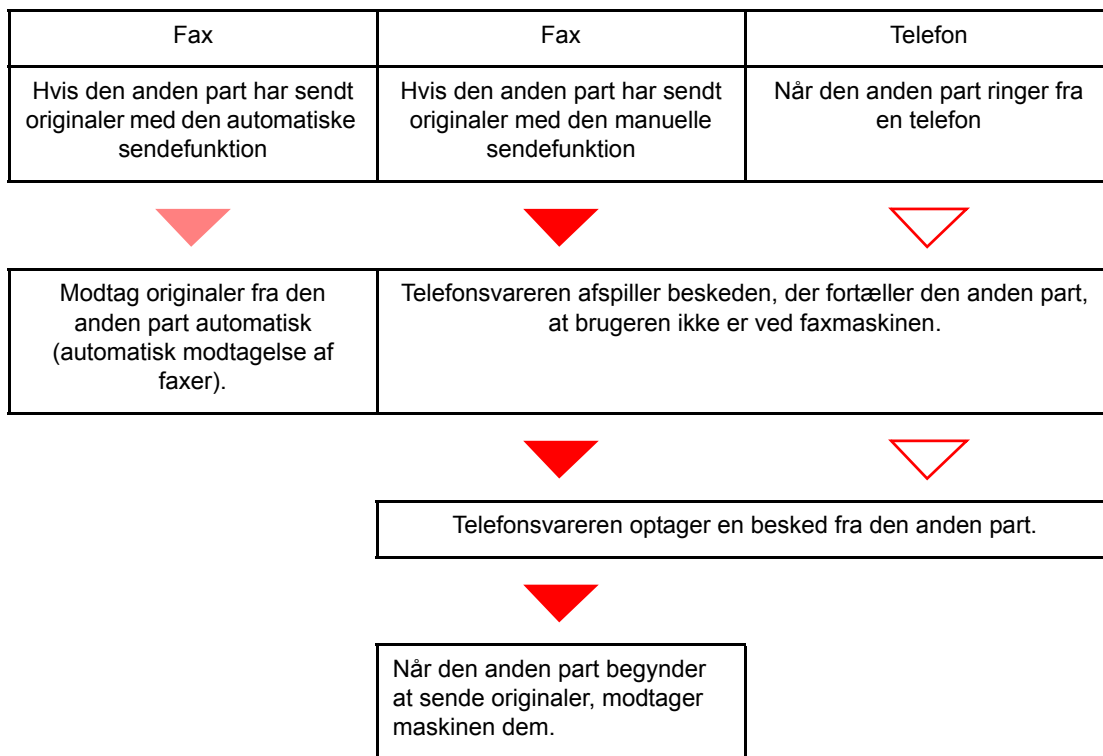 Fax
Fax
Telefon
Hvis den anden part har sendt
originaler med den automatiske
sendefunktion
Hvis den anden part har sendt
originaler med den manuelle
sendefunktion
Når den anden part ringer fra
en telefon
Modtag originaler fra den
anden part automatisk
(automatisk modtagelse af
faxer).
Telefonsvareren afspiller beskeden, der fortæller den anden part,
at brugeren ikke er ved faxmaskinen.
Telefonsvareren optager en besked fra den anden part.
Når den anden part begynder
at sende originaler, modtager
maskinen dem.